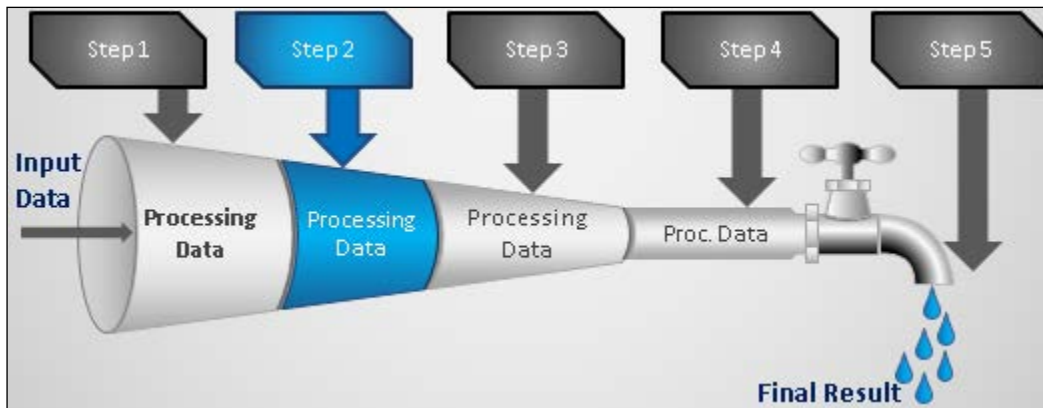 Step 1
Step 2
Step 3
Step 4
Step 5
Input
Data
Processing
Data
Processing
Data
Processing
Data
Proc. Data
Final Result